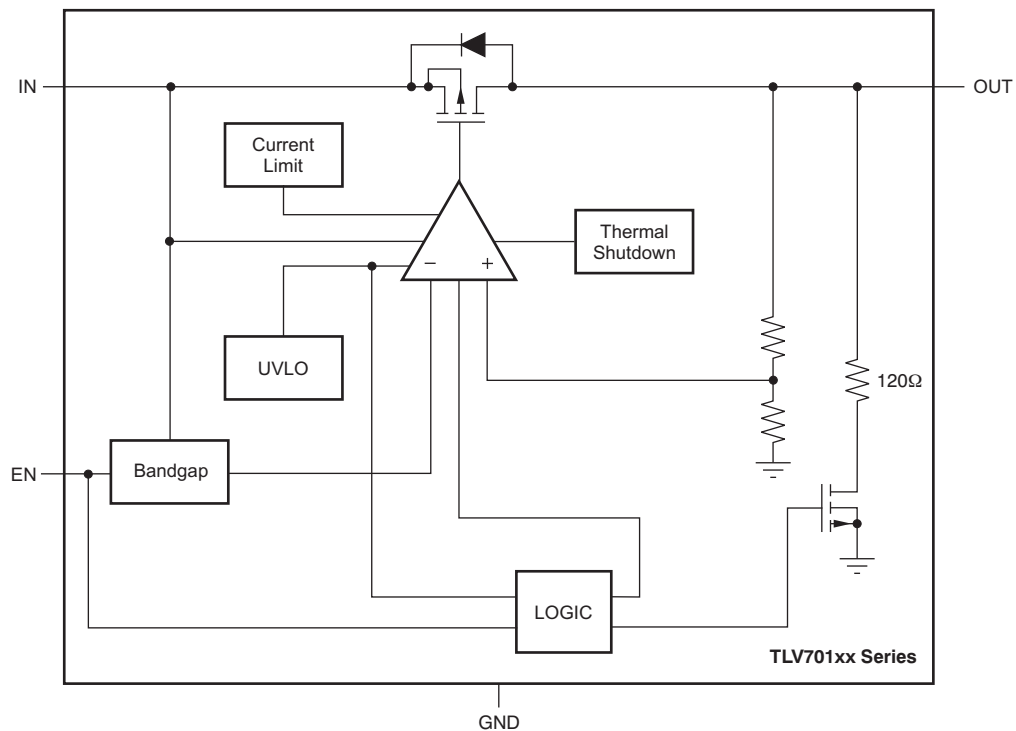 IN
OUT
Current
Limit
Thermal
Shutdown
−
+
UVLO
120Ω
EN
Bandgap
LOGIC
TLV701xx Series
GND